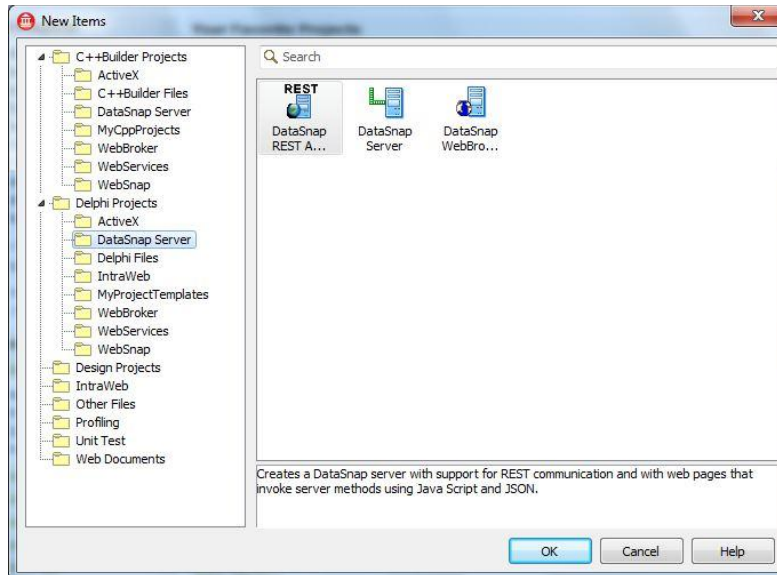 New Items
Your Favorite Projects
C++Builder Projects
ActiveX
C++Builder Files
DataSnap Server
MyCppProjects
WebBroker
WebServices
WebSnap
Delphi Projects
ActiveX
DataSnap Server
Delphi Files
IntraWeb
MyProjectTemplates
WebBroker
WebServices
WebSnap
Design Projects
IntraWeb
Other Files
Profiling
Unit Test
Web Documents
Search
REST
DataSnap
REST A...
DataSnap
Server
DataSnap
WebBro...
Creates a DataSnap server with support for REST communication and with web pages that
invoke server methods using Java Script and JSON.
OK
Cancel
Help